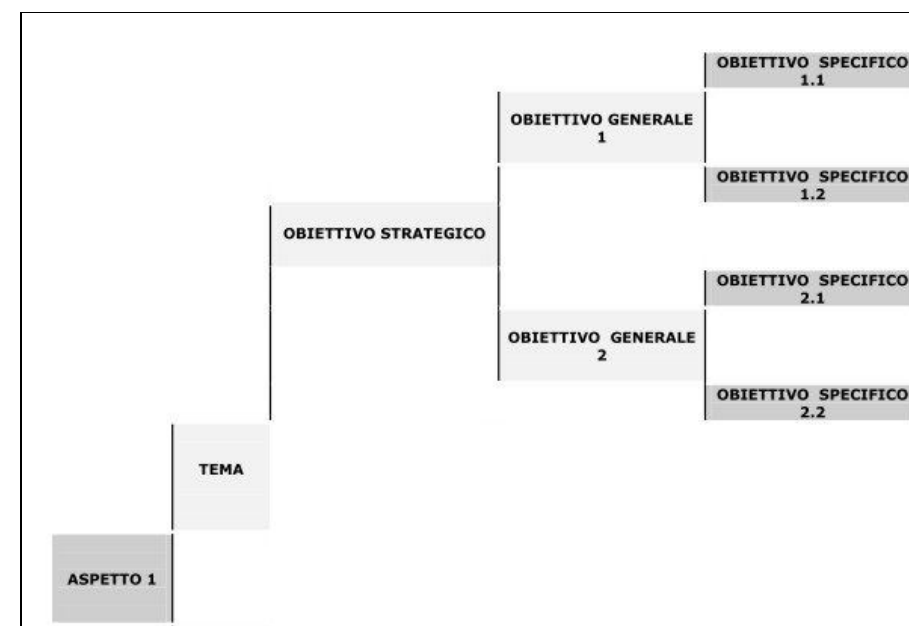 OBIETTIVO SPECIFICO
1.1
OBIETTIVO GENERALE
1
OBIETTIVO SPECIFICO
1.2
OBIETTIVO STRATEGICO
OBIETTIVO SPECIFICO
2.1
OBIETTIVO GENERALE
2
OBIETTIVO SPECIFICO
2.2
TEMA
ASPETTO 1